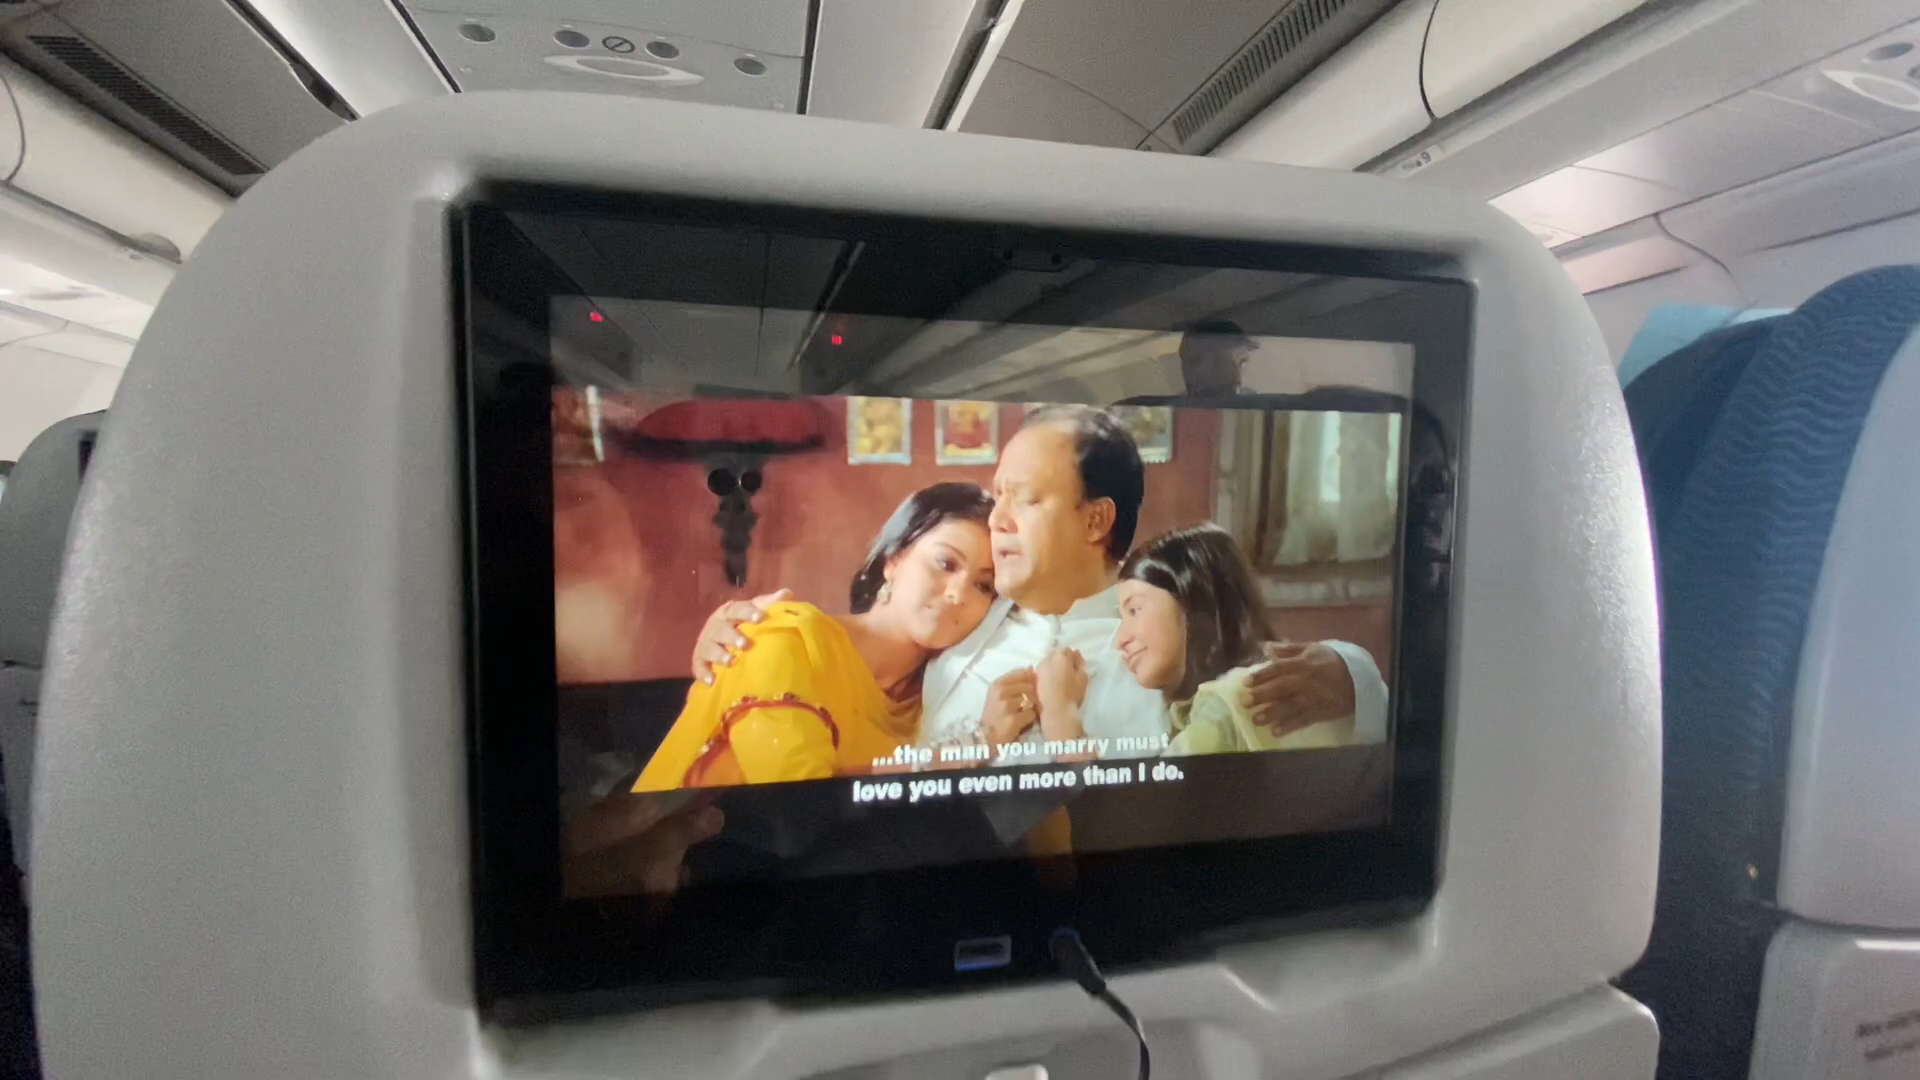 ...the man you marry must
love you even more than I do.